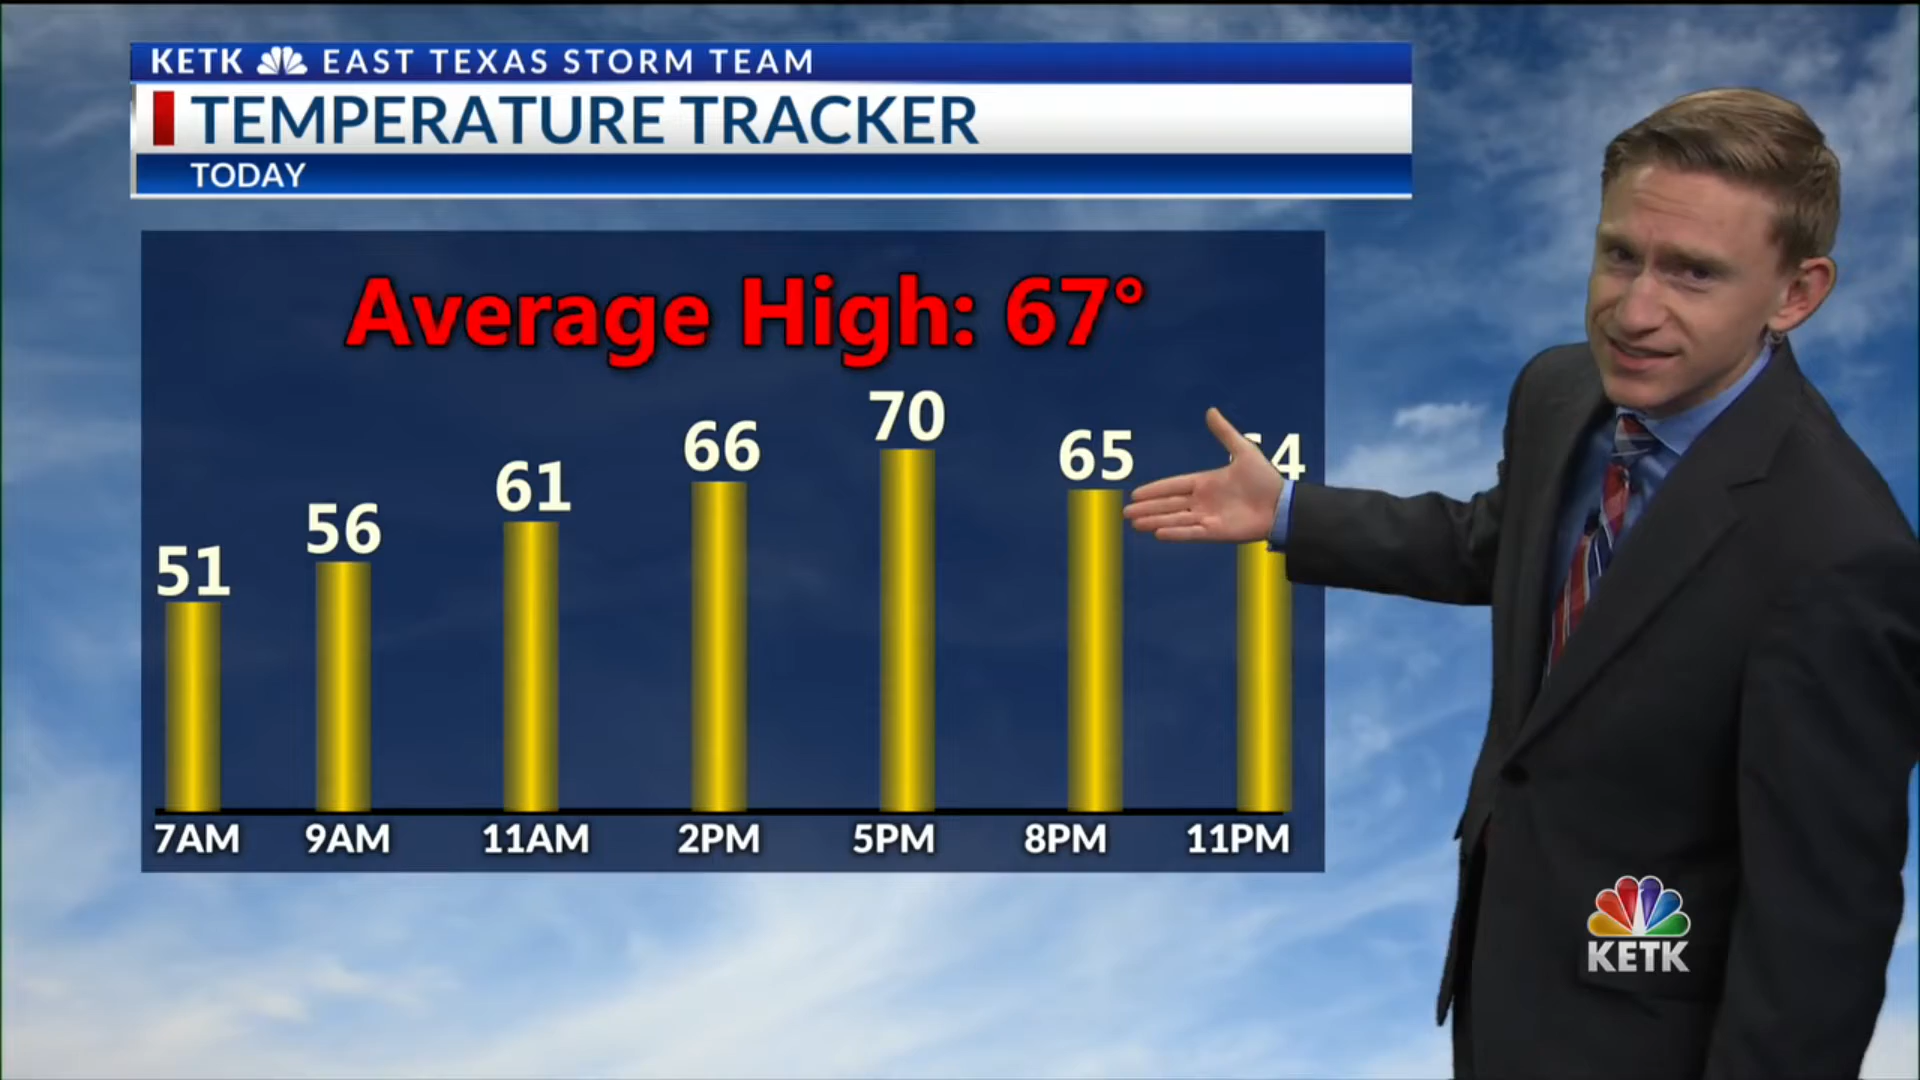 KETK EAST TEXAS STORM TEAM
TEMPERATURE TRACKER
TODAY
Average High: 67°
51 56 61 66 70 65
7AM 9AM 11AM 2PM 5PM 8PM 11PM
KETK